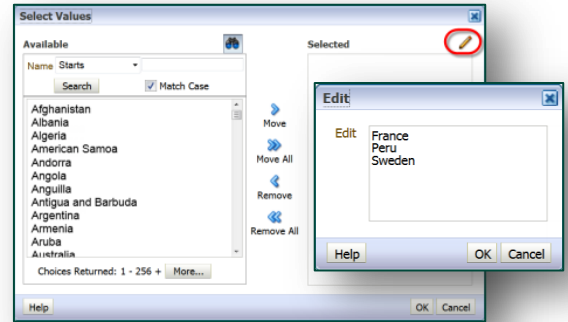 Select Values
Available
Selected
Name Starts
Search
Match Case
Afghanistan
Albania
Algeria
American Samoa
Andorra
Angola
Anguilla
Antigua and Barbuda
Argentina
Armenia
Aruba
Australia
Choices Returned: 1 - 256 + More...
Move
Move All
Remove
Remove All
Help
OK Cancel
Edit
Edit
France
Peru
Sweden
Help
OK Cancel